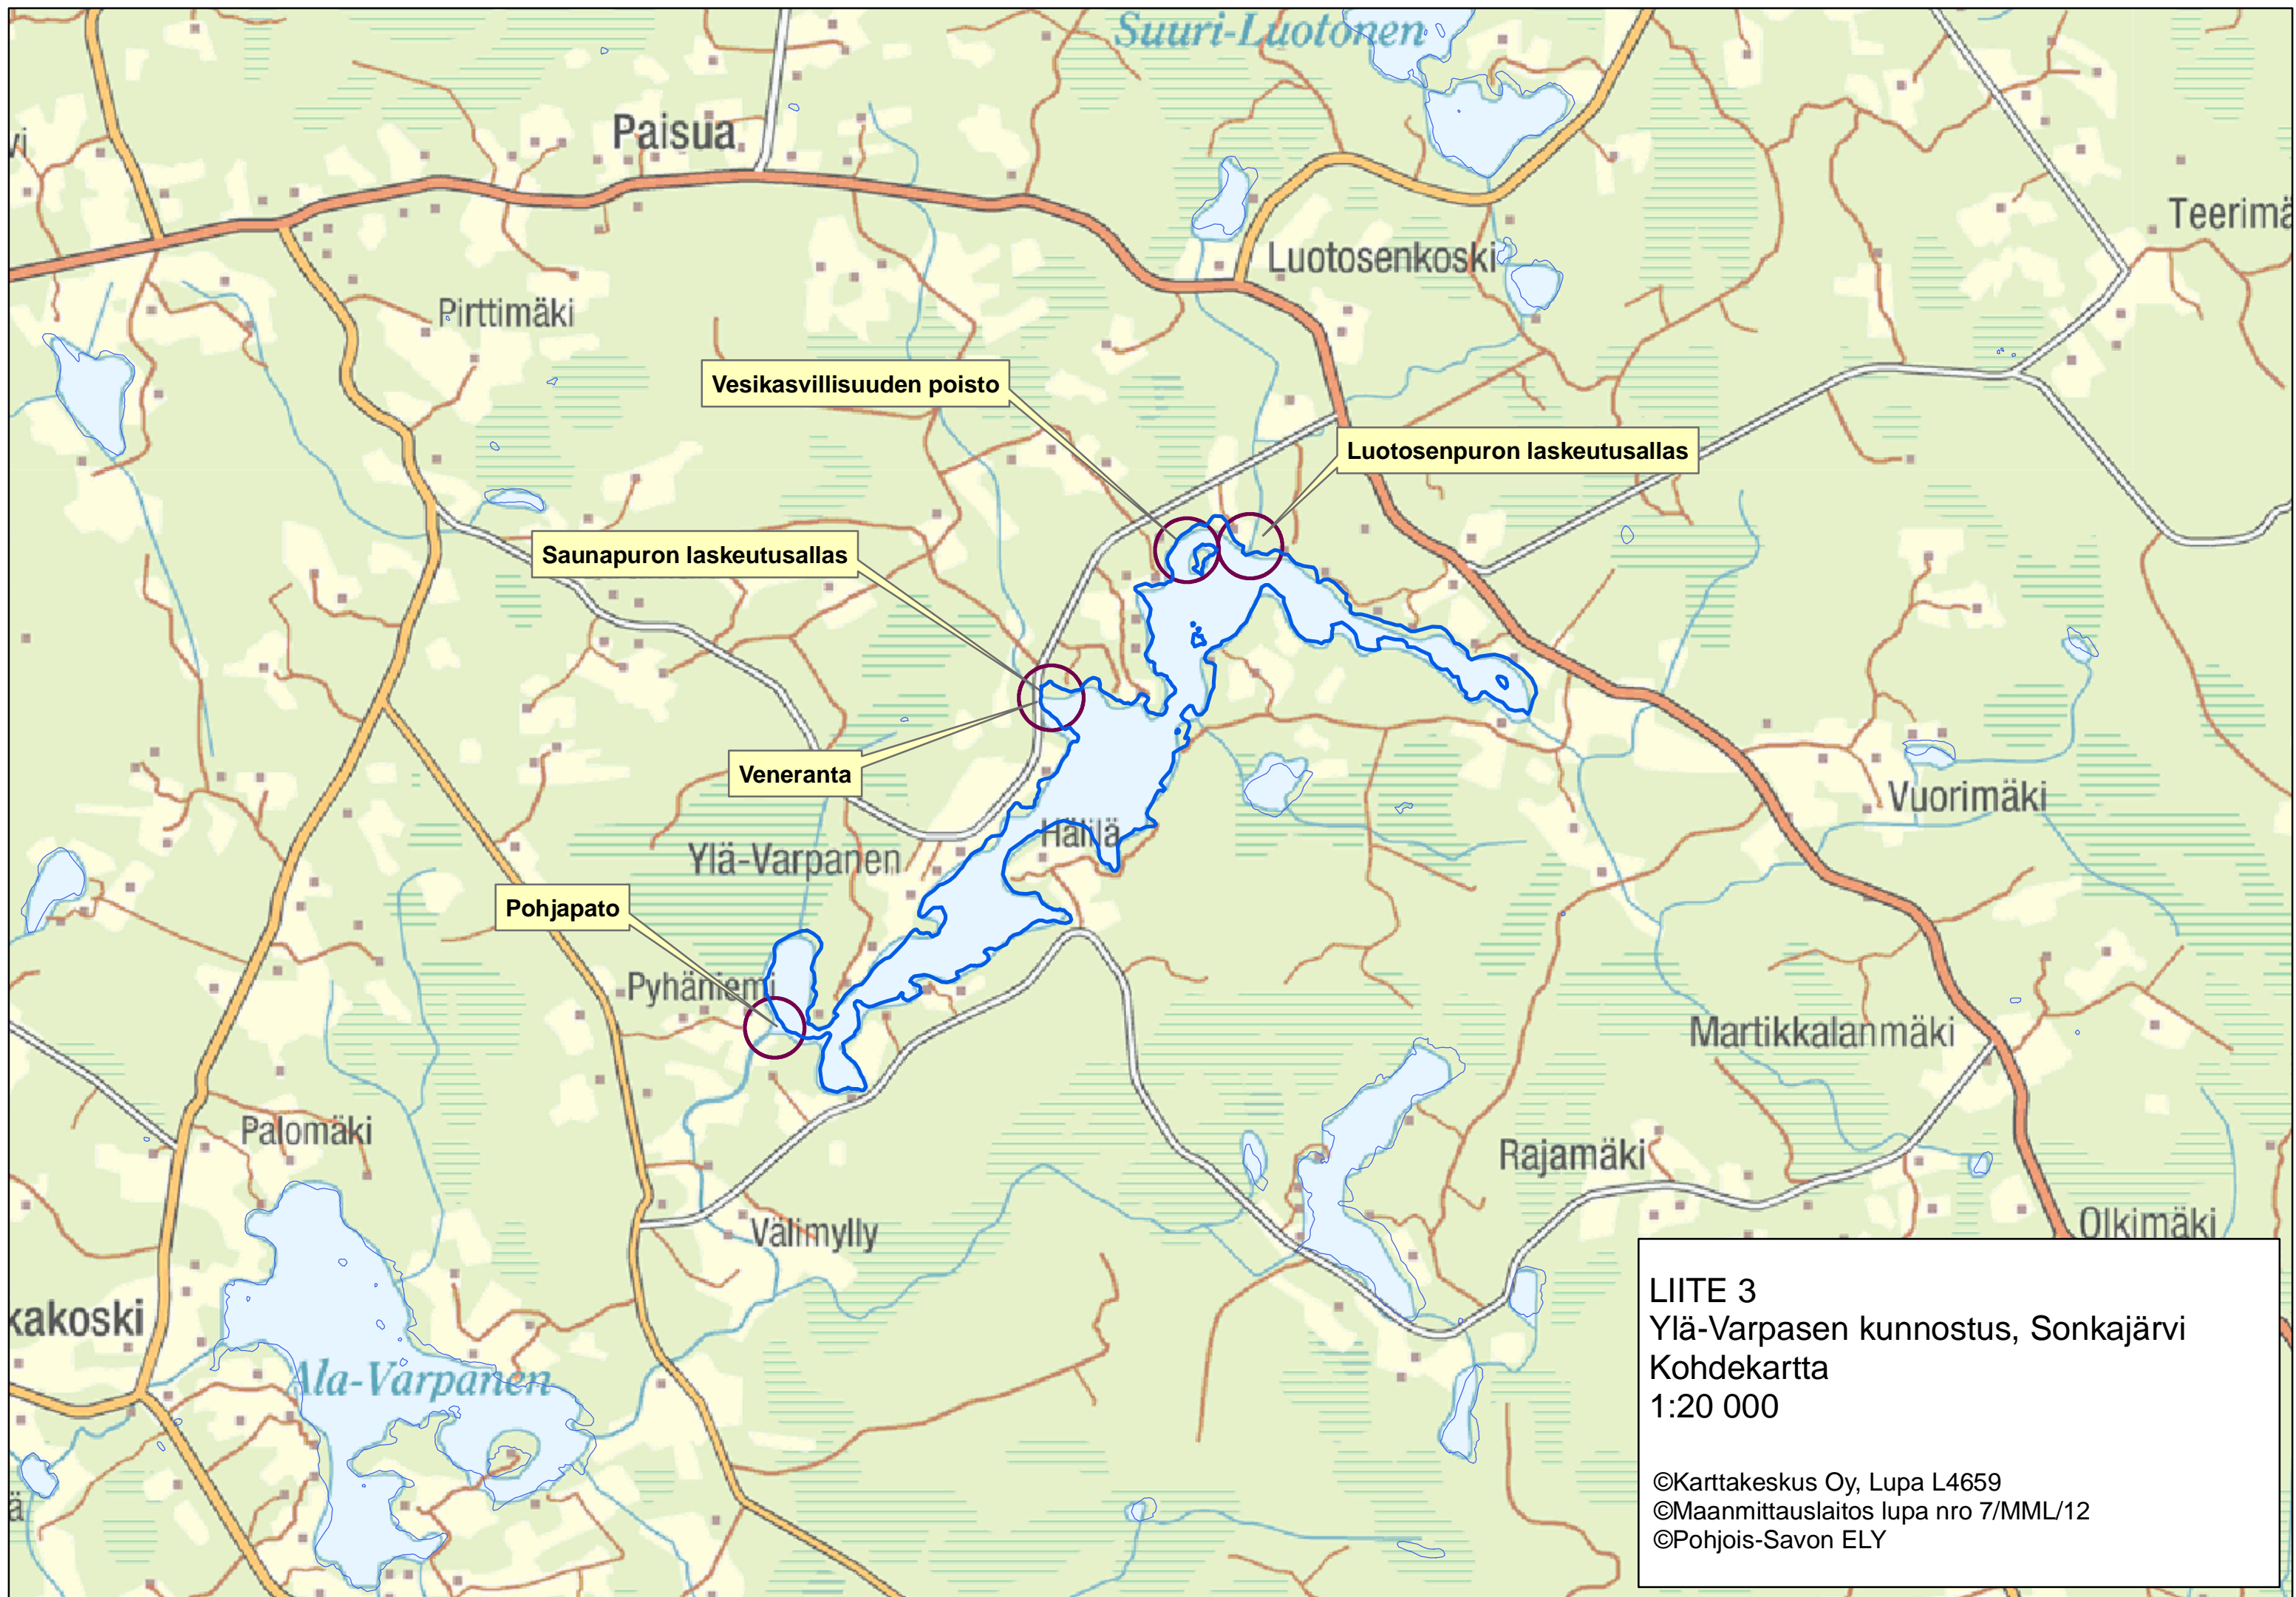 Suuri-Luotonen
Paisua
vi
Teerimä
Luotosenkoski
Pirttimäki
Vesikasvillisuuden poisto
Luotosenpuron laskeutusallas
Saunapuron laskeutusallas
Veneranta
Vuorimäki
Hälilä
Ylä-Varpanen
Pohjapato
Pyhäniemi
Martikkalanmäki
Palomäki
Rajamäki
Välimylly
Olkimäki
kakoski
Ala-Varpanen
ä
LIITE 3
Ylä-Varpasen kunnostus, Sonkajärvi
Kohdekartta
1:20 000
©Karttakeskus Oy, Lupa L4659
©Maanmittauslaitos lupa nro 7/MML/12
©Pohjois-Savon ELY